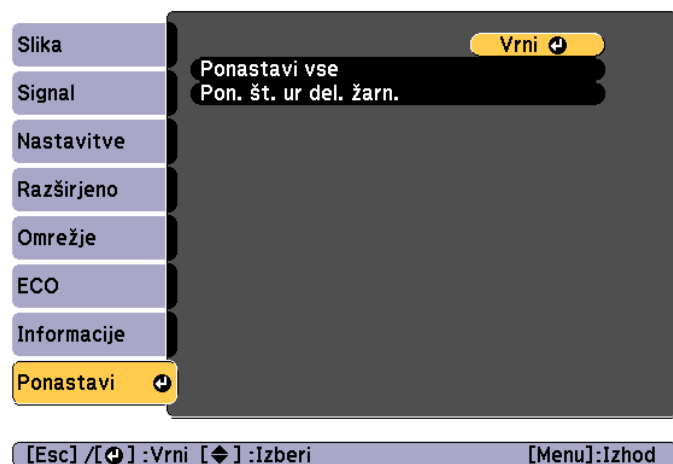 Slika
Signal
Nastavitve
Razširjeno
Omrežje
ECO
Informacije
Ponastavi
Vrni
Ponastavi vse
Pon. št. ur del. žarn.
[Esc] /[ ] :Vrni [ ] :Izberi [Menu]:Izhod